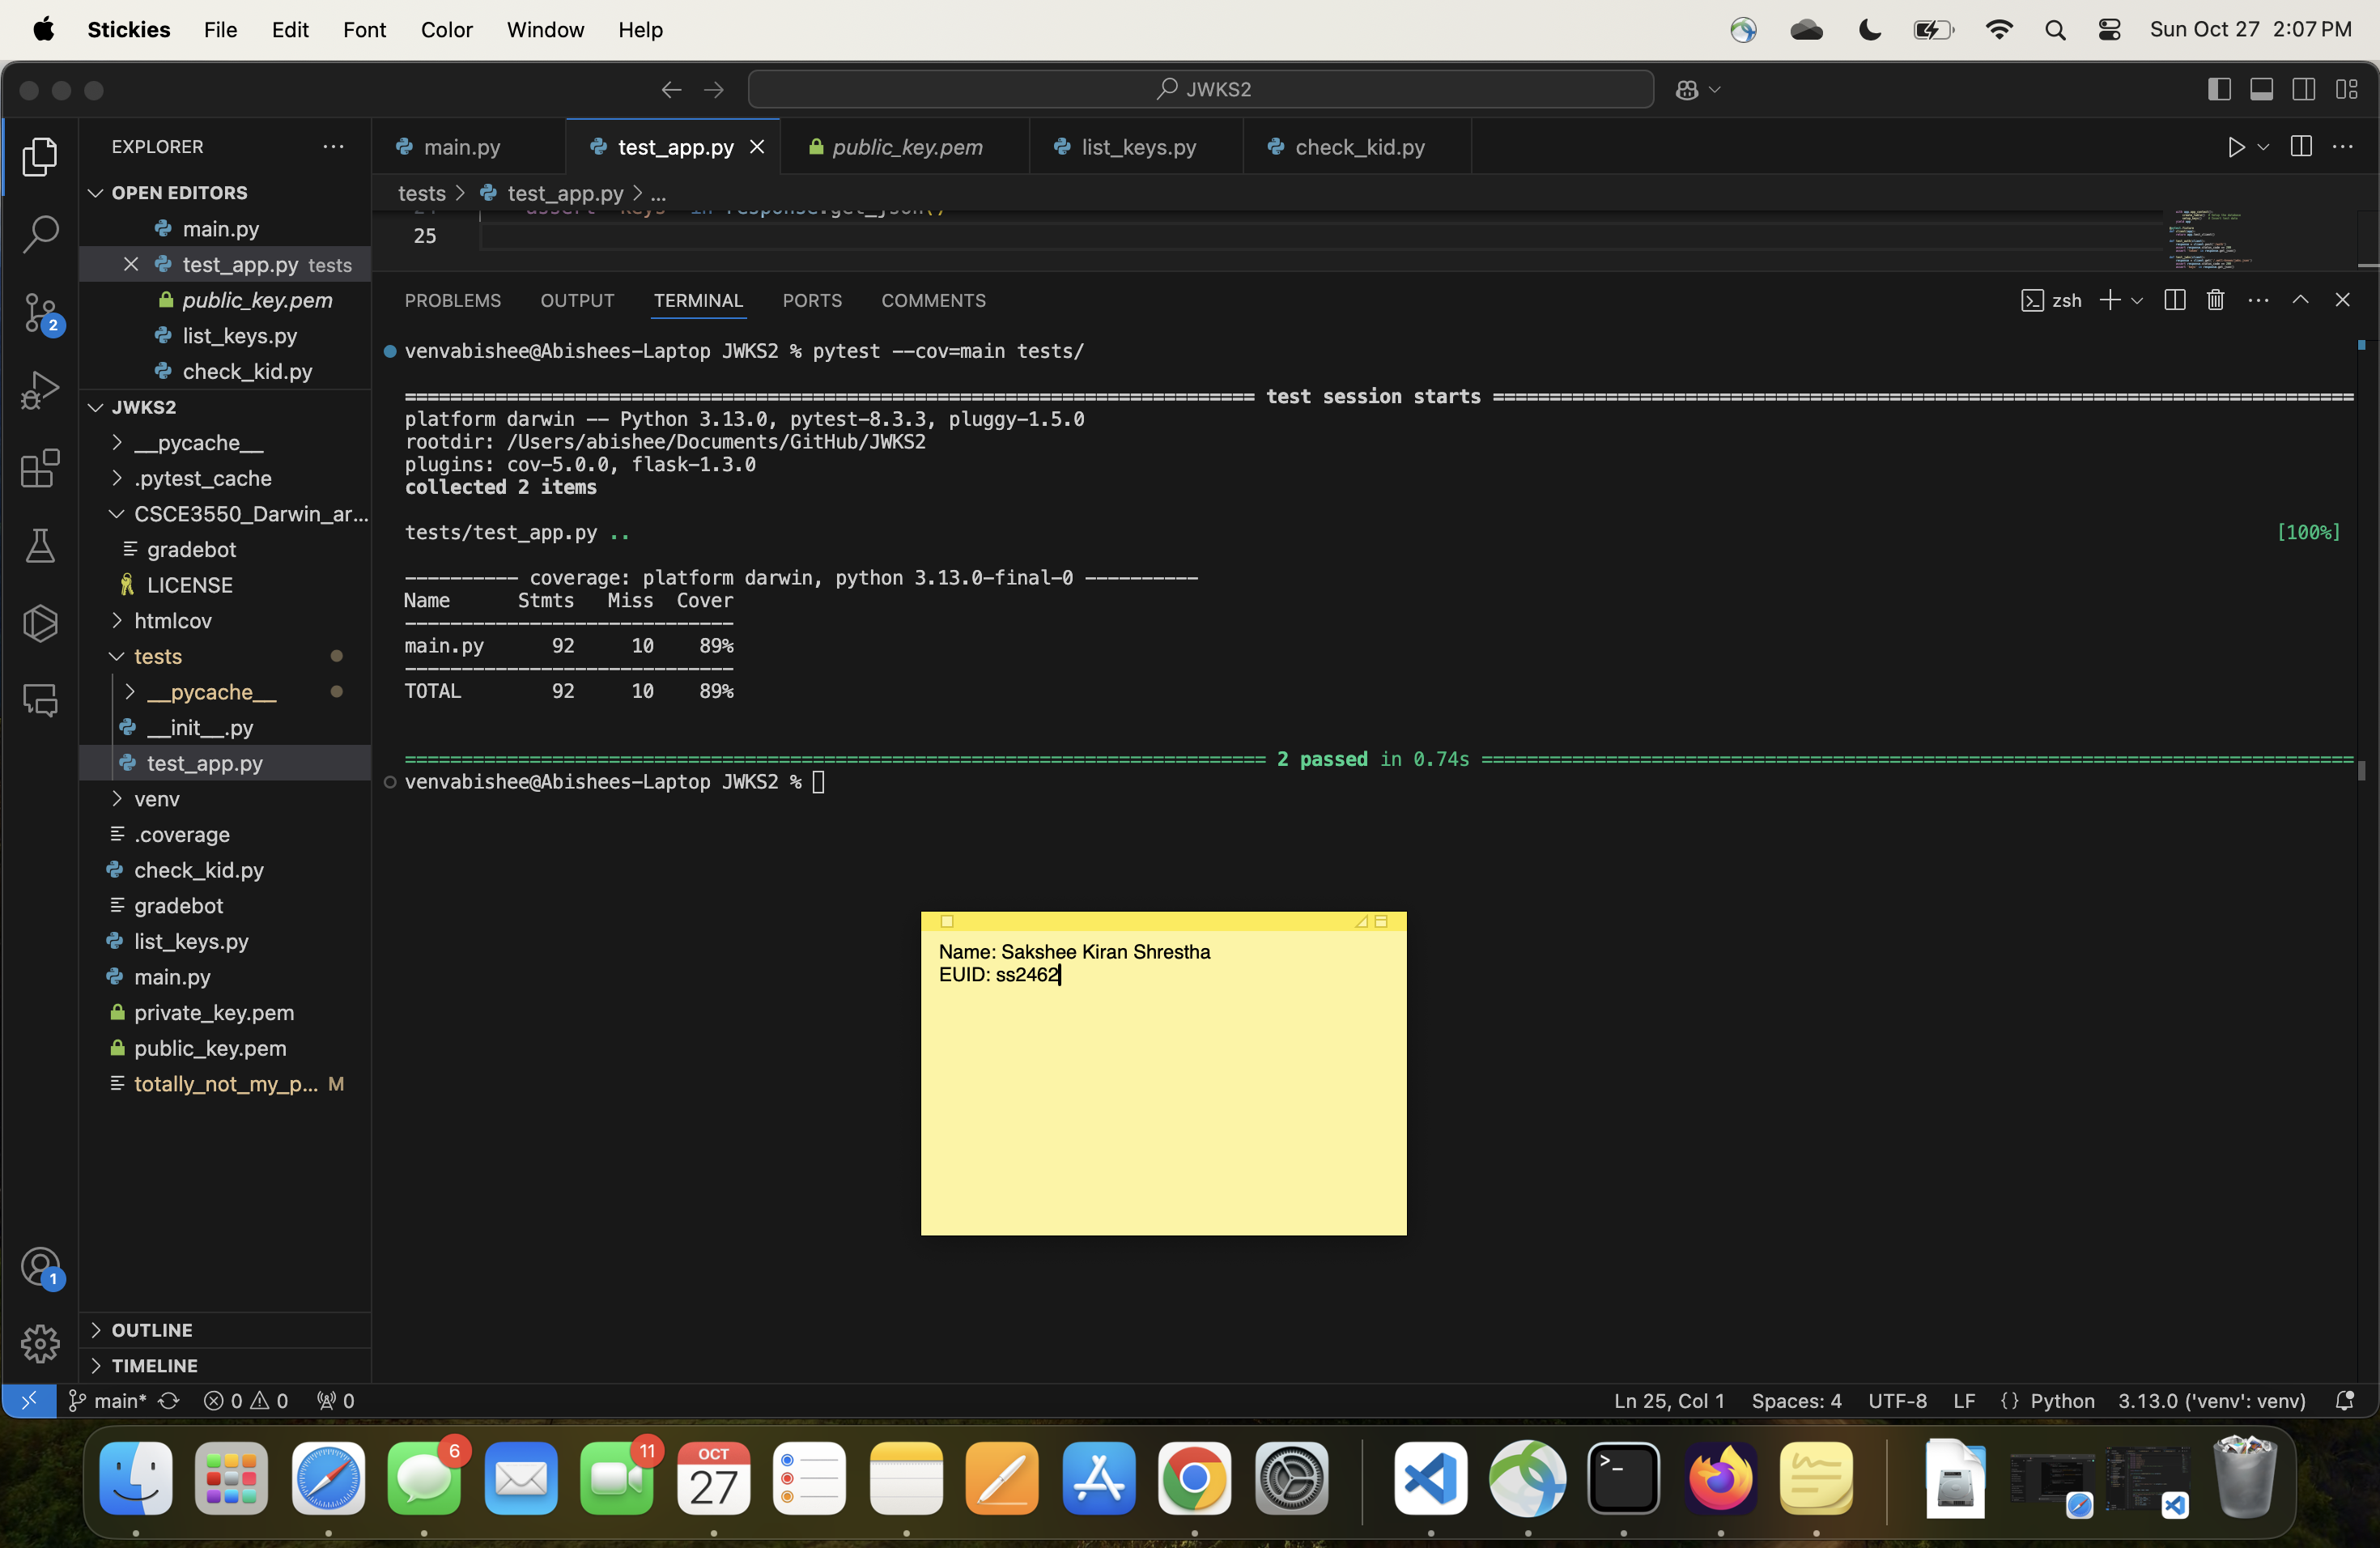 Stickies File Edit Font Color Window Help Sun Oct 27 2:07 PM
JWKS2
EXPLORER
main.py test_app.py public_key.pem list_keys.py check_kid.py
OPEN EDITORS
tests > test_app.py > ...
main.py
25
test_app.py tests
public_key.pem
list_keys.py
check_kid.py
PROBLEMS OUTPUT TERMINAL PORTS COMMENTS zsh
venvabishee@Abishees-Laptop JWKS2 % pytest --cov=main tests/
test session starts
platform darwin -- Python 3.13.0, pytest-8.3.3, pluggy-1.5.0
rootdir: /Users/abishee/Documents/GitHub/JWKS2
plugins: cov-5.0.0, flask-1.3.0
collected 2 items
tests/test_app.py .. [100%]
---------- coverage: platform darwin, python 3.13.0-final-0 ----------
Name Stmts Miss Cover
-----------------------------
main.py 92 10 89%
-----------------------------
TOTAL 92 10 89%
2 passed in 0.74s
venvabishee@Abishees-Laptop JWKS2 %
JWKS2
__pycache__
.pytest_cache
CSCE3550_Darwin_ar...
gradebot
LICENSE
htmlcov
tests
__pycache__
__init__.py
test_app.py
venv
.coverage
check_kid.py
gradebot
list_keys.py
main.py
private_key.pem
public_key.pem
totally_not_my_p... M
2
1
OUTLINE
TIMELINE
Name: Sakshee Kiran Shrestha
EUID: ss2462
main* 0 0 0 Ln 25, Col 1 Spaces: 4 UTF-8 LF {} Python 3.13.0 ('venv': venv)
6
11
OCT
27
>_